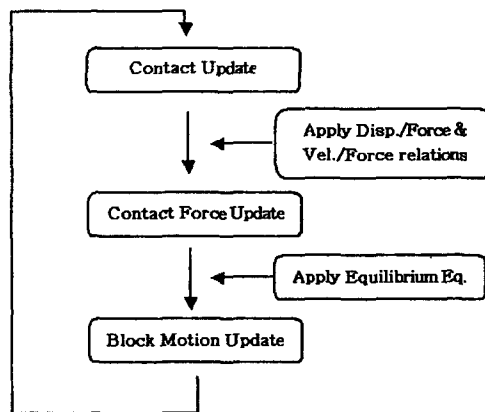 Contact Update
Apply Disp./Force &
Vel./Force relations
Contact Force Update
Apply Equilibrium Eq.
Block Motion Update